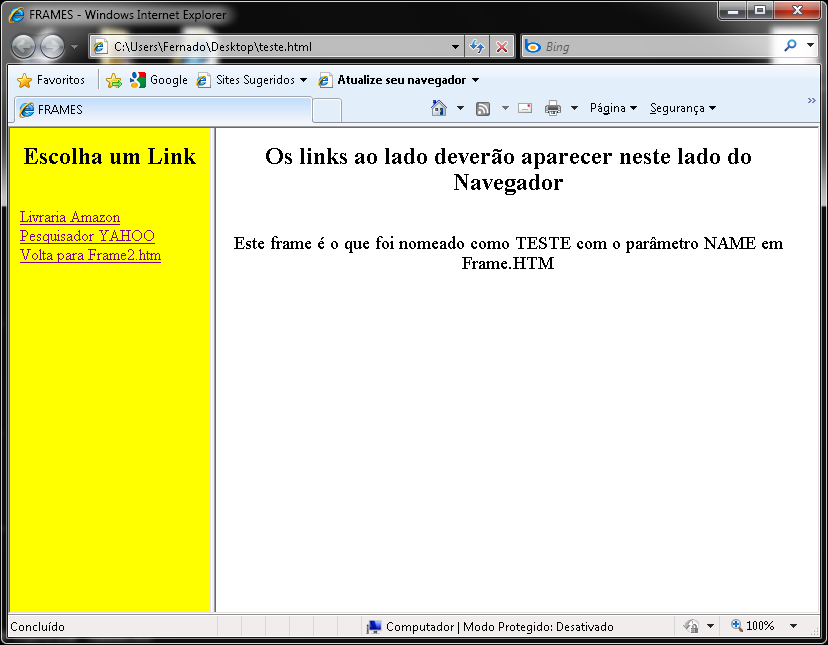 FRAMES - Windows Internet Explorer
C:\Users\Fernado\Desktop\teste.html
Bing
Favoritos
Google
Sites Sugeridos
Atualize seu navegador
FRAMES
Página
Segurança
»
Escolha um Link
Livraria Amazon
Pesquisador YAHOO
Volta para Frame2.htm
Os links ao lado deverão aparecer neste lado do
Navegador
Este frame é o que foi nomeado como TESTE com o parâmetro NAME em
Frame.HTM
Concluído
Computador | Modo Protegido: Desativado
100%